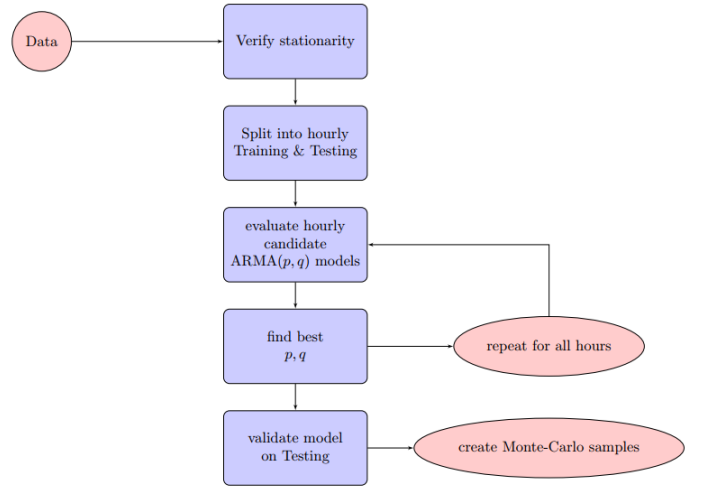 Data
Verify stationarity
Split into hourly
Training & Testing
evaluate hourly
candidate
ARMA(p, q) models
find best
p, q
repeat for all hours
validate model
on Testing
create Monte-Carlo samples